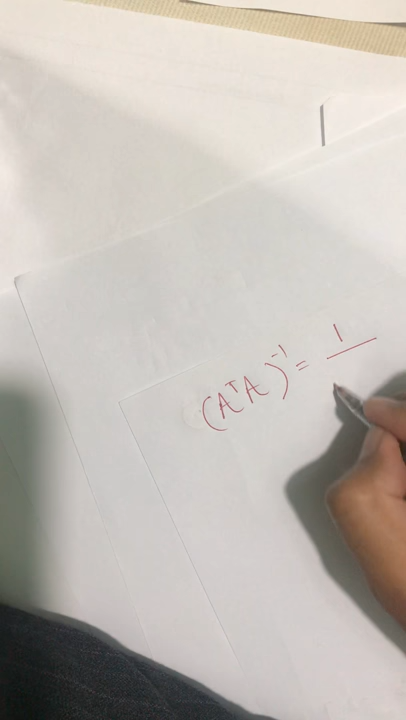 (AᵀA)⁻¹ = 1/